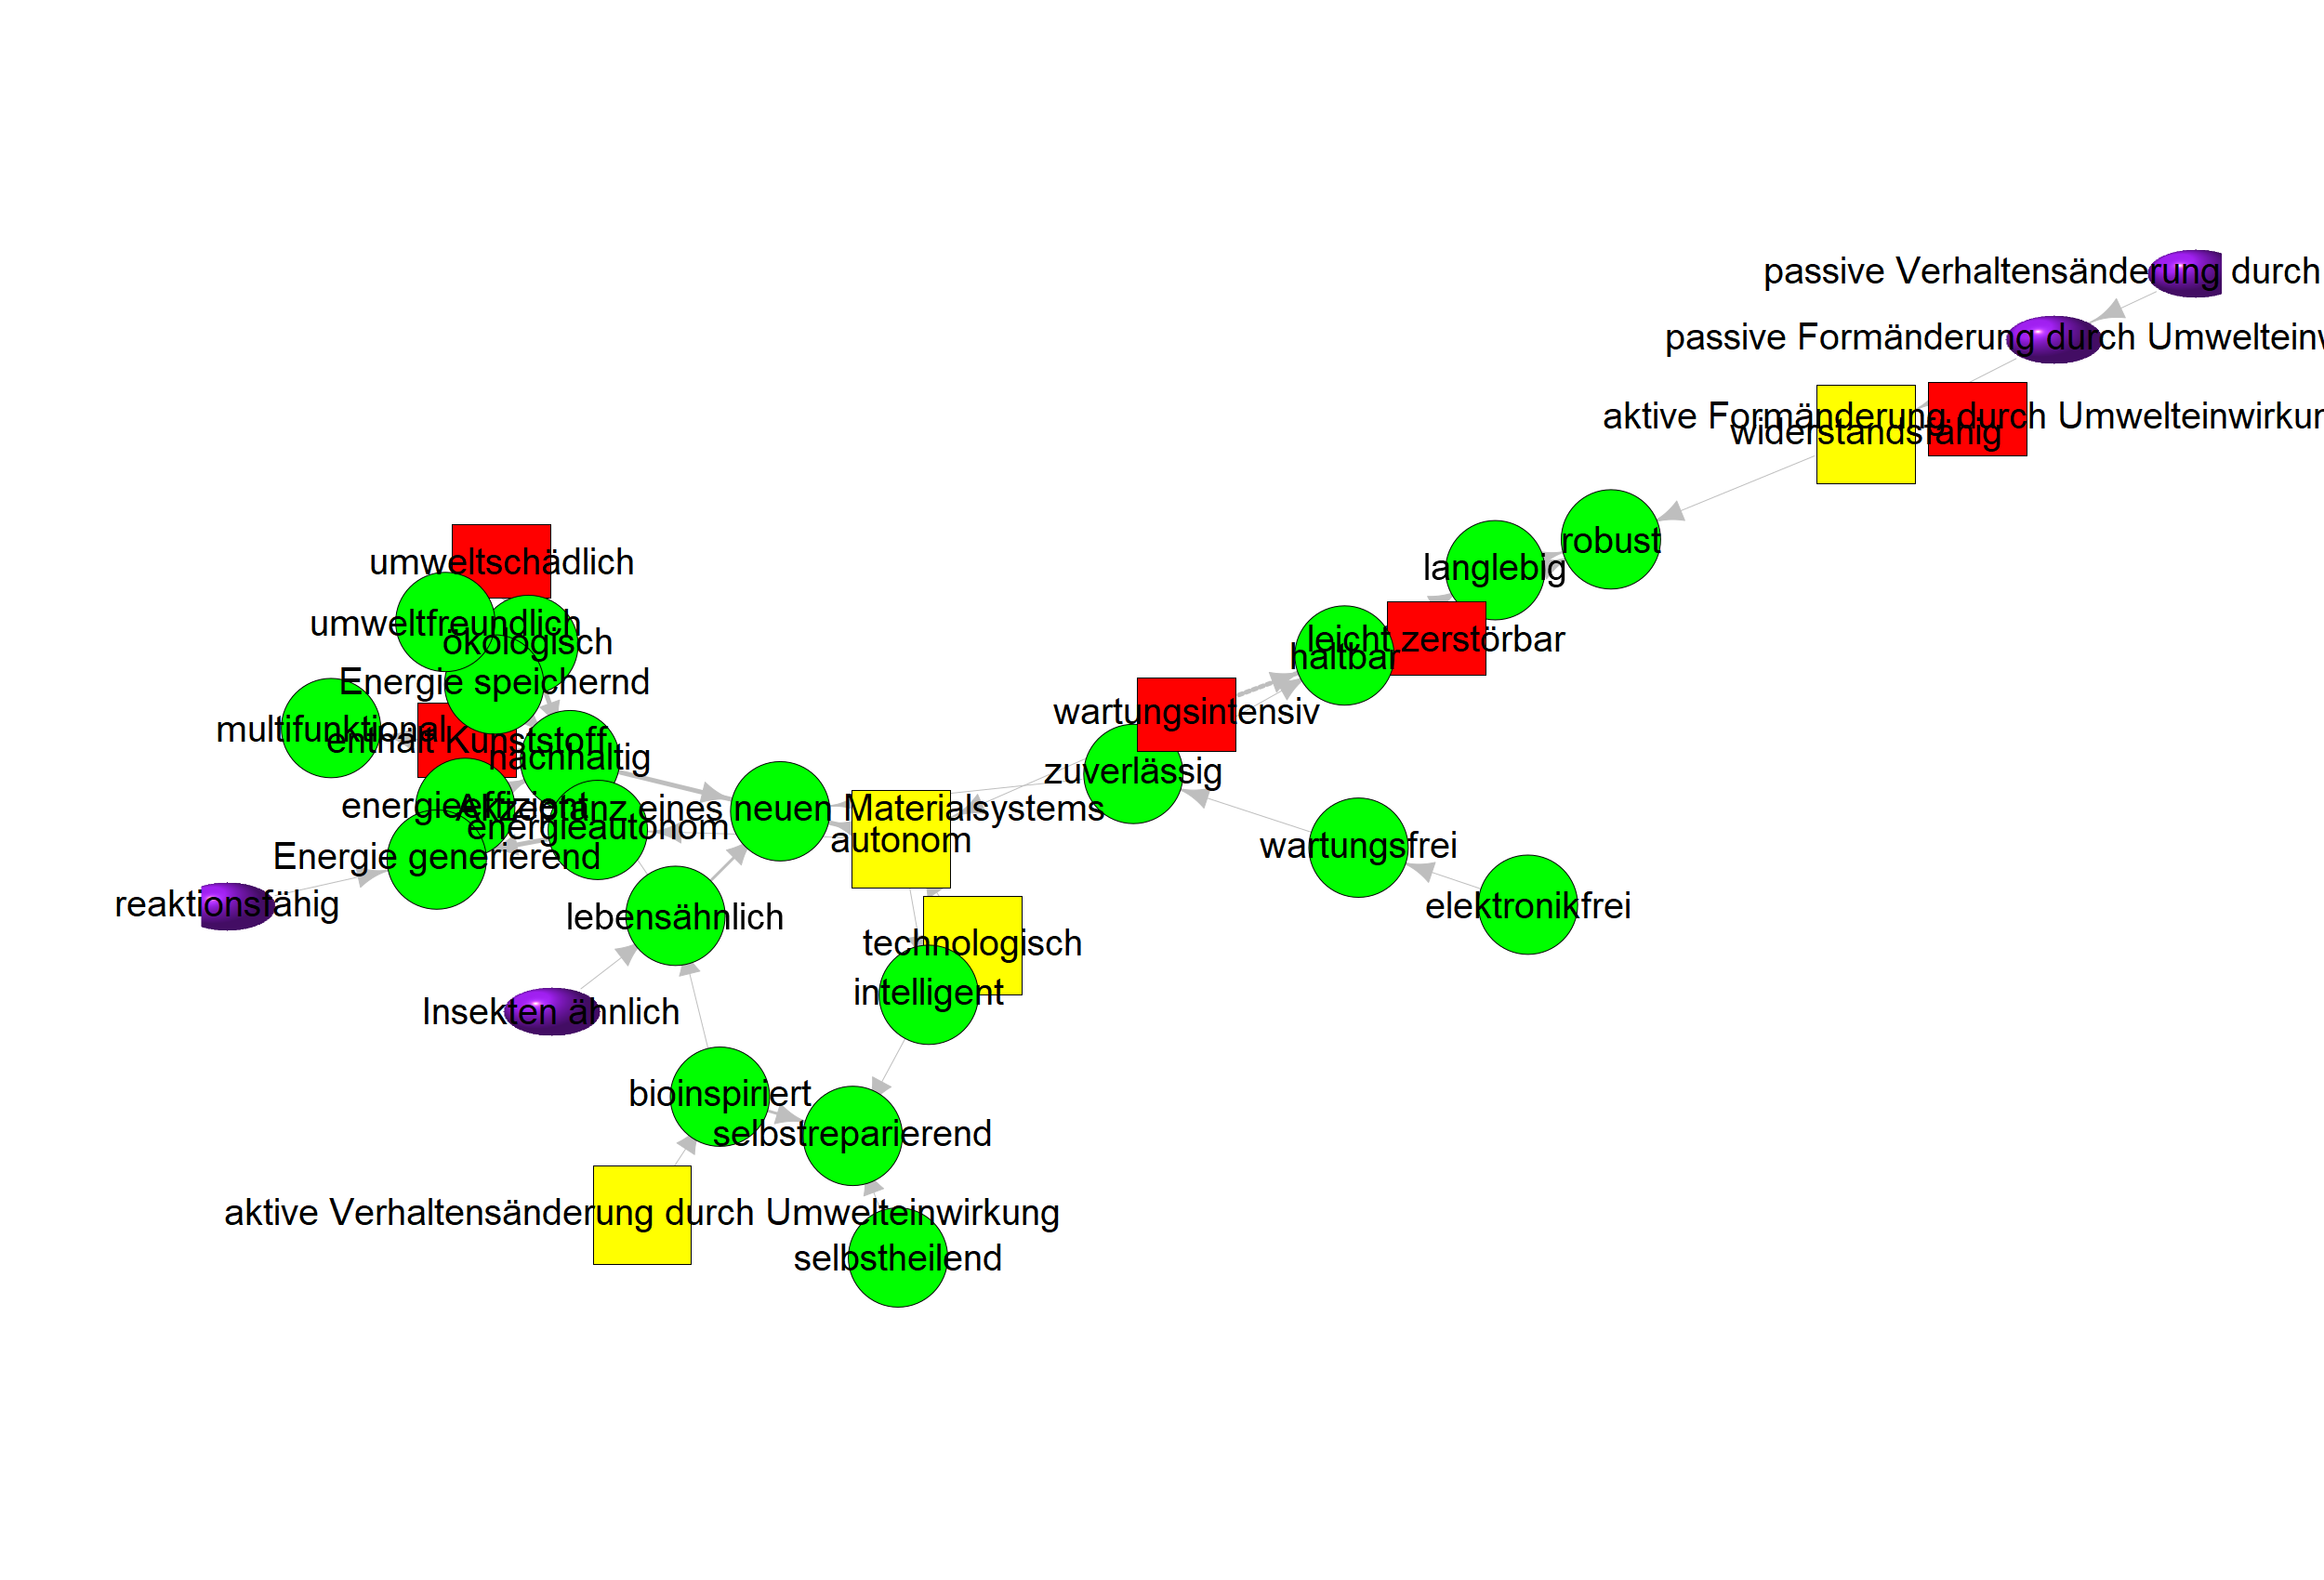 passive Verhaltensänderung durch
passive Formänderung durch Umwelteinw
aktive Formänderung durch Umwelteinwirkun
widerstandsfähig
robust
umweltschädlich
langlebig
umweltfreundlich
ökologisch
leicht zerstörbar
haltbar
Energie speichernd
wartungsintensiv
multifunktional
enthält Kunststoff
nachhaltig
zuverlässig
energieeffizient
Akzeptanz eines neuen Materialsystems
energieautonom
autonom
wartungsfrei
Energie generierend
reaktionsfähig
elektronikfrei
lebensähnlich
technologisch
intelligent
Insekten ähnlich
bioinspiriert
selbstreparierend
aktive Verhaltensänderung durch Umwelteinwirkung
selbstheilend